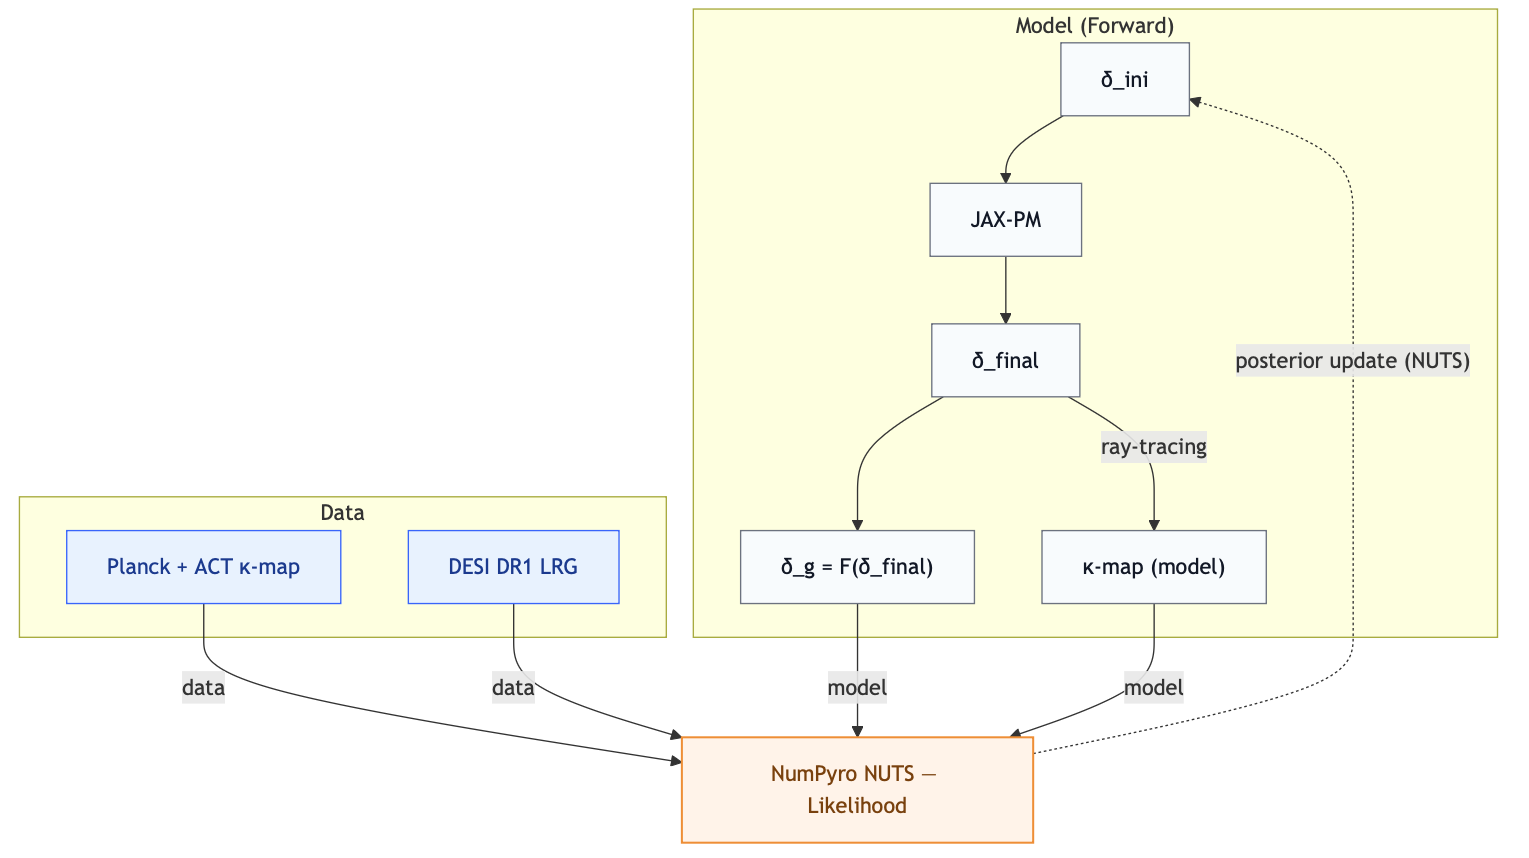 Model (Forward)
δ_ini
JAX-PM
δ_final
posterior update (NUTS)
ray-tracing
Data
Planck + ACT κ-map
DESI DR1 LRG
δ_g = F(δ_final)
κ-map (model)
data
data
model
model
NumPyro NUTS —
Likelihood